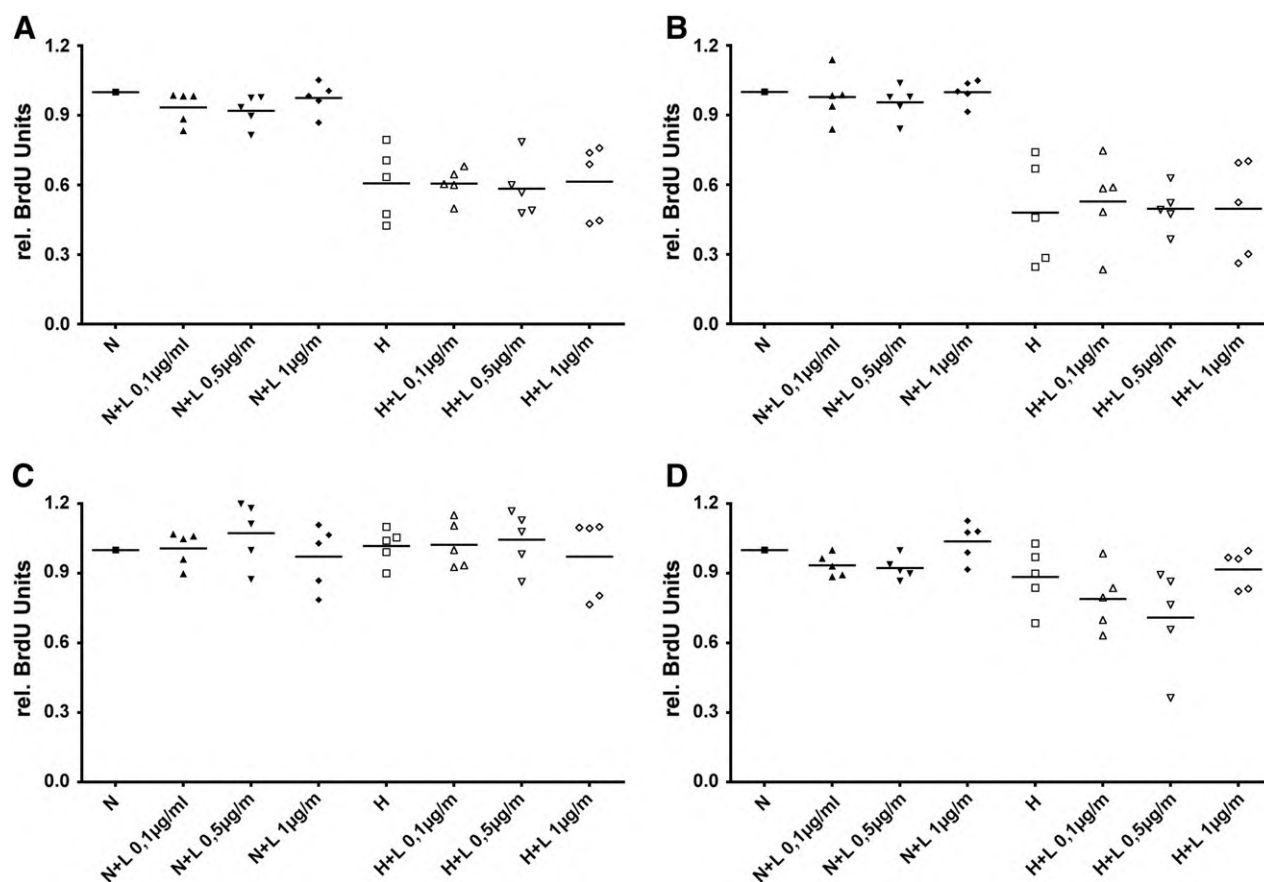 A
rel. BrdU Units
1.2
0.9
0.6
0.3
0.0
N
N+L 0,1µg/ml
N+L 0,5µg/m
N+L 1µg/m
H
H+L 0,1µg/m
H+L 0,5µg/m
H+L 1µg/m
B
rel. BrdU Units
1.2
0.9
0.6
0.3
0.0
N
N+L 0,1µg/ml
N+L 0,5µg/m
N+L 1µg/m
H
H+L 0,1µg/m
H+L 0,5µg/m
H+L 1µg/m
C
rel. BrdU Units
1.2
0.9
0.6
0.3
0.0
N
N+L 0,1µg/ml
N+L 0,5µg/m
N+L 1µg/m
H
H+L 0,1µg/m
H+L 0,5µg/m
H+L 1µg/m
D
rel. BrdU Units
1.2
0.9
0.6
0.3
0.0
N
N+L 0,1µg/ml
N+L 0,5µg/m
N+L 1µg/m
H
H+L 0,1µg/m
H+L 0,5µg/m
H+L 1µg/m